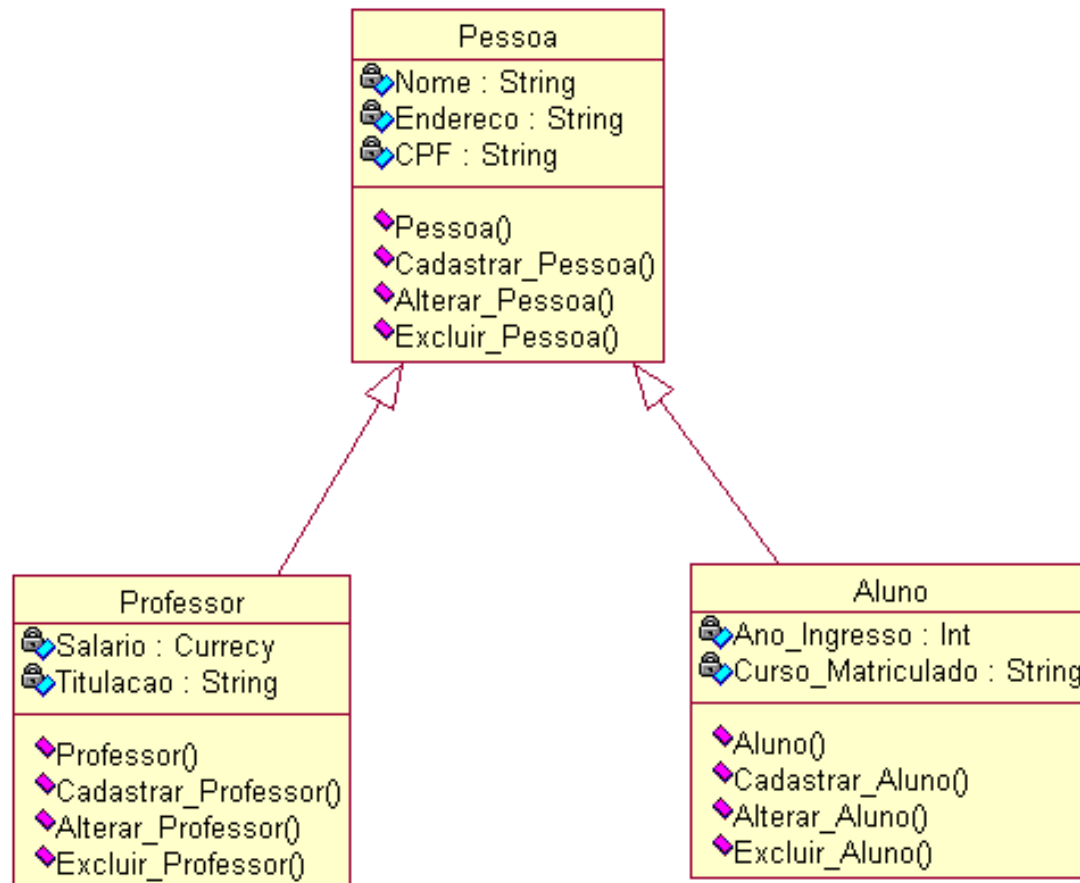 Pessoa
Nome : String
Endereco : String
CPF : String
Pessoa()
Cadastrar_Pessoa()
Alterar_Pessoa()
Excluir_Pessoa()
Professor
Salario : Currecy
Titulacao : String
Professor()
Cadastrar_Professor()
Alterar_Professor()
Excluir_Professor()
Aluno
Ano_Ingresso : Int
Curso_Matriculado : String
Aluno()
Cadastrar_Aluno()
Alterar_Aluno()
Excluir_Aluno()